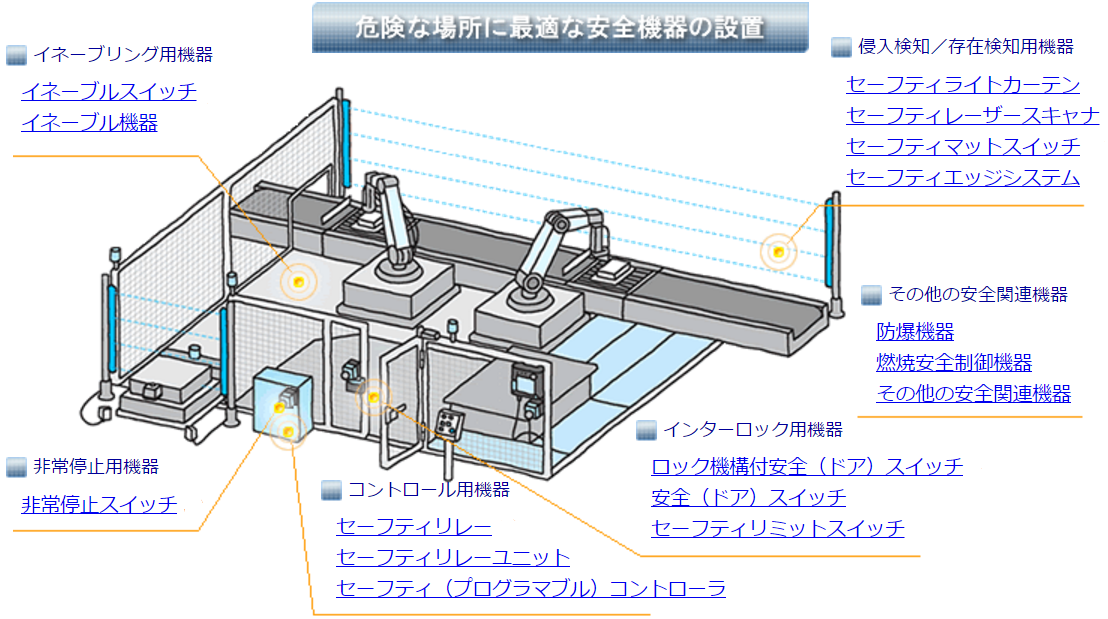 危険な場所に最適な安全機器の設置
イネーブリング用機器
イネーブルスイッチ
イネーブル機器
侵入検知／存在検知用機器
セーフティライトカーテン
セーフティレーザースキャナ
セーフティマットスイッチ
セーフティエッジシステム
その他の安全関連機器
防爆機器
燃焼安全制御機器
その他の安全関連機器
インターロック用機器
ロック機構付安全（ドア）スイッチ
安全（ドア）スイッチ
セーフティリミットスイッチ
非常停止用機器
非常停止スイッチ
コントロール用機器
セーフティリレー
セーフティリレーユニット
セーフティ（プログラマブル）コントローラ